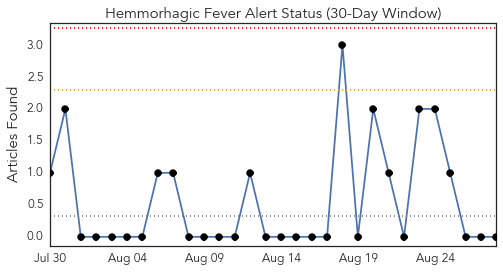 Hemmorhagic Fever Alert Status (30-Day Window)
Articles Found
3.0
2.5
2.0
1.5
1.0
0.5
0.0
Jul 30 Aug 04 Aug 09 Aug 14 Aug 19 Aug 24